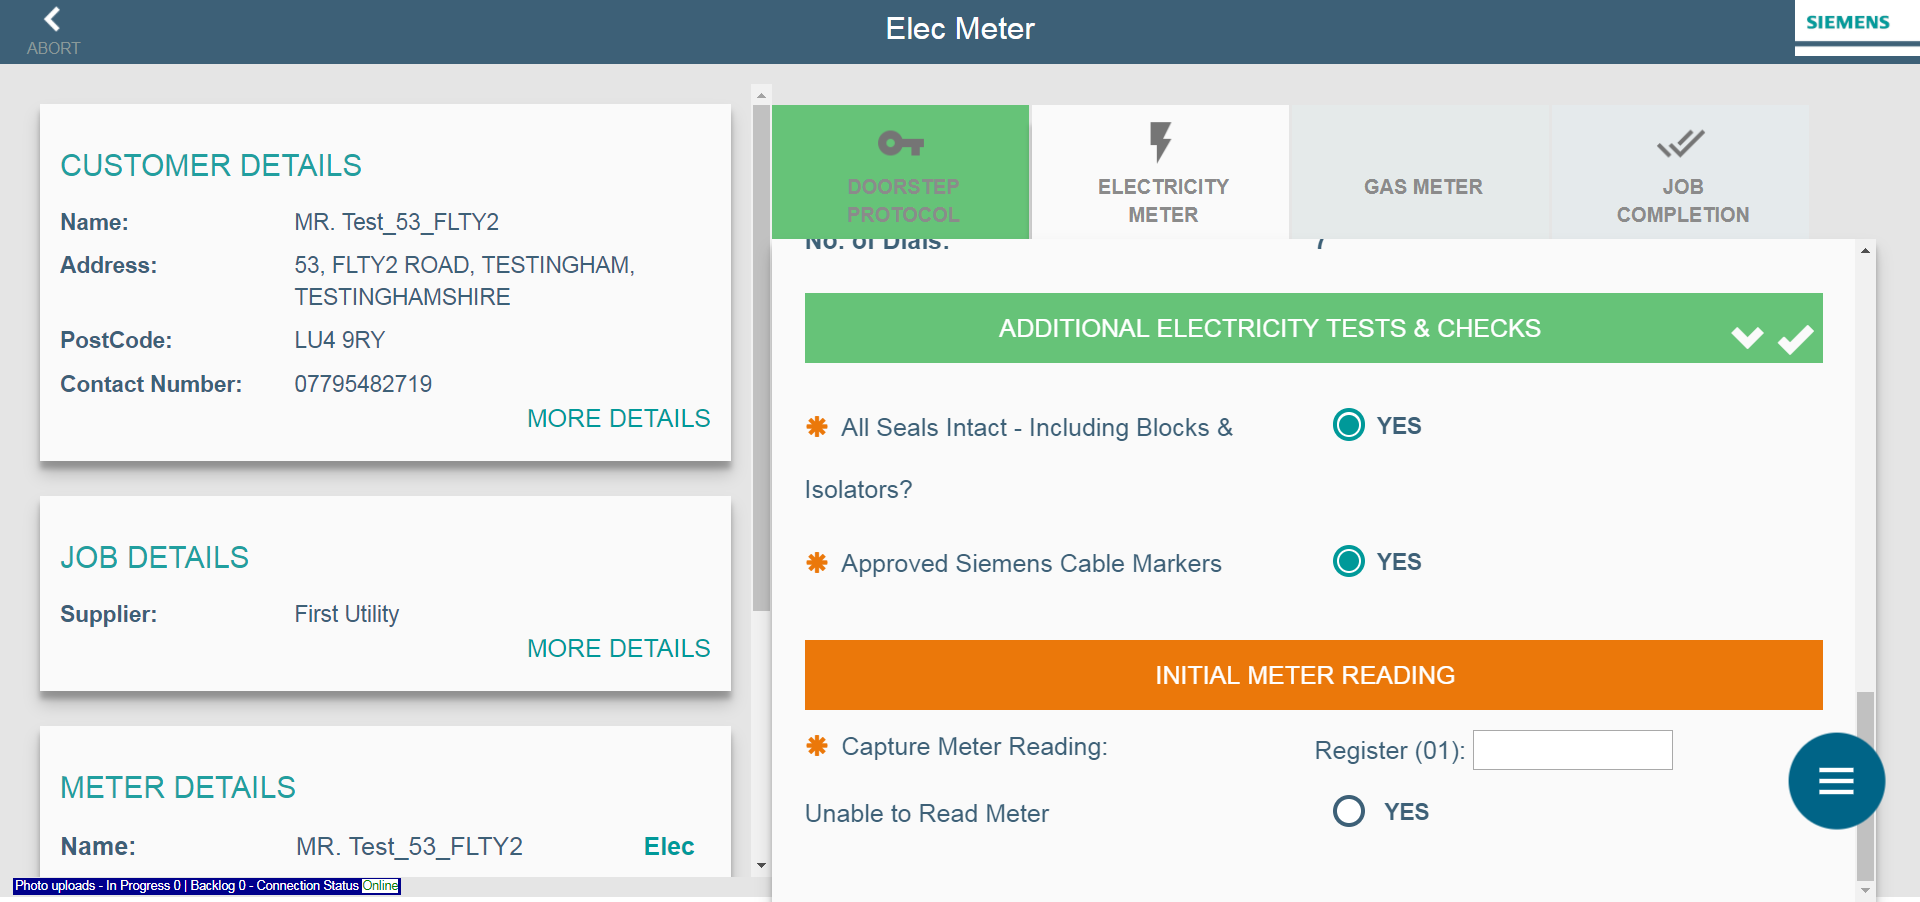 ABORT
Elec Meter
SIEMENS
CUSTOMER DETAILS
Name: MR. Test_53_FLTY2
Address: 53, FLTY2 ROAD, TESTINGHAM,
TESTINGHAMSHIRE
PostCode: LU4 9RY
Contact Number: 07795482719
MORE DETAILS
JOB DETAILS
Supplier: First Utility
MORE DETAILS
METER DETAILS
Name: MR. Test_53_FLTY2 Elec
Photo uploads - In Progress 0 | Backlog 0 - Connection Status Online
DOORSTEP
PROTOCOL
ELECTRICITY
METER
GAS METER
JOB
COMPLETION
No. of Dials: 7
ADDITIONAL ELECTRICITY TESTS & CHECKS
All Seals Intact - Including Blocks & YES
Isolators?
Approved Siemens Cable Markers YES
INITIAL METER READING
Capture Meter Reading: Register (01):
Unable to Read Meter YES